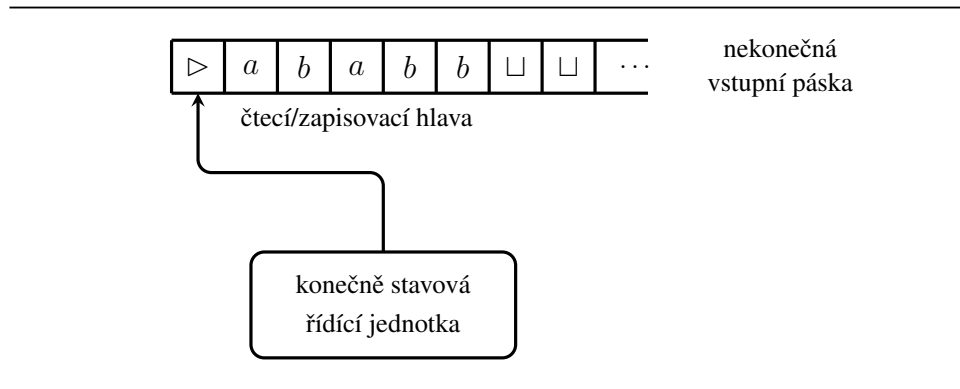 ▷ a b a b b ⊔ ⊔ ···
nekonečná
vstupní páska
čtecí/zapisovací hlava
konečně stavová
řídící jednotka